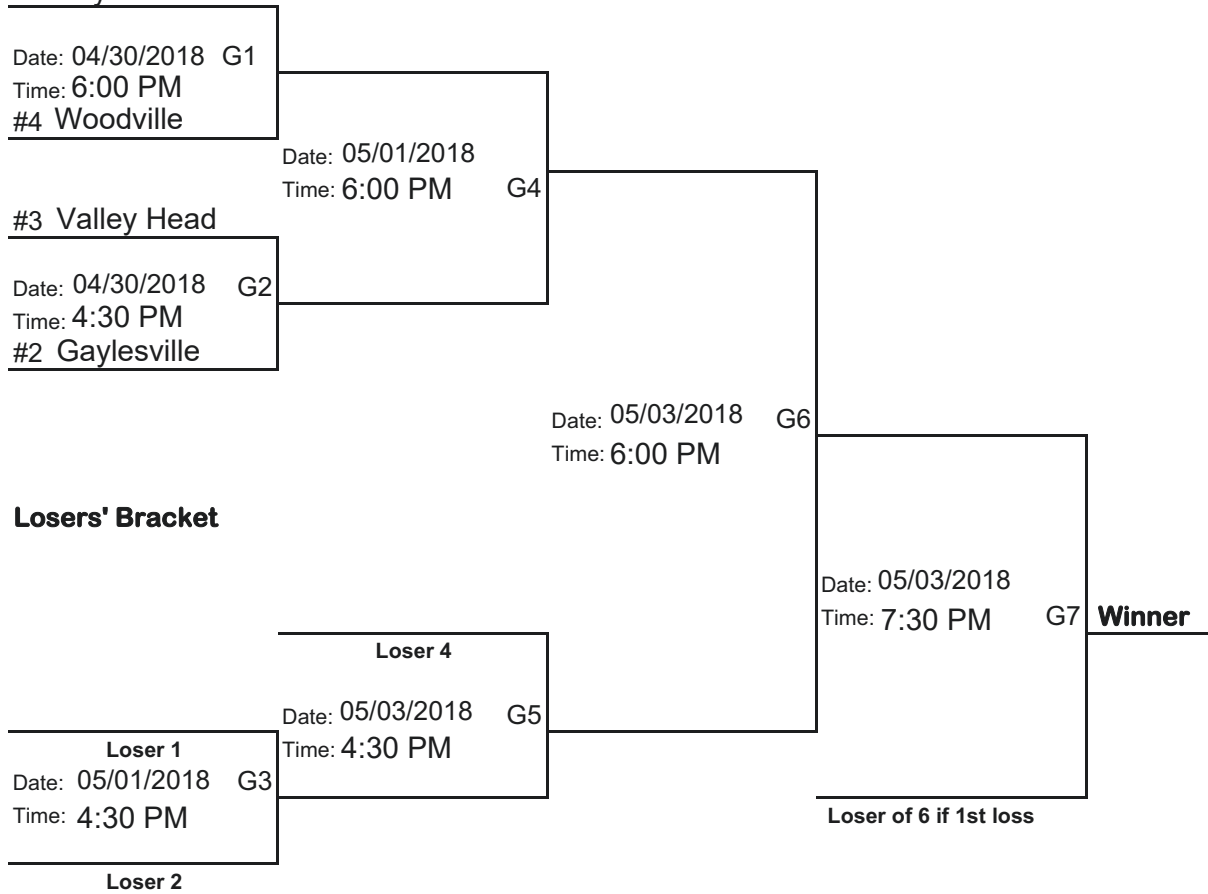 Date: 04/30/2018 G1
Time: 6:00 PM
#4 Woodville
Date: 05/01/2018
Time: 6:00 PM G4
#3 Valley Head
Date: 04/30/2018 G2
Time: 4:30 PM
#2 Gaylesville
Date: 05/03/2018 G6
Time: 6:00 PM
Losers' Bracket
Date: 05/03/2018
Time: 7:30 PM G7 Winner
Loser 4
Date: 05/03/2018 G5
Time: 4:30 PM
Loser 1
Date: 05/01/2018 G3
Time: 4:30 PM
Loser of 6 if 1st loss
Loser 2